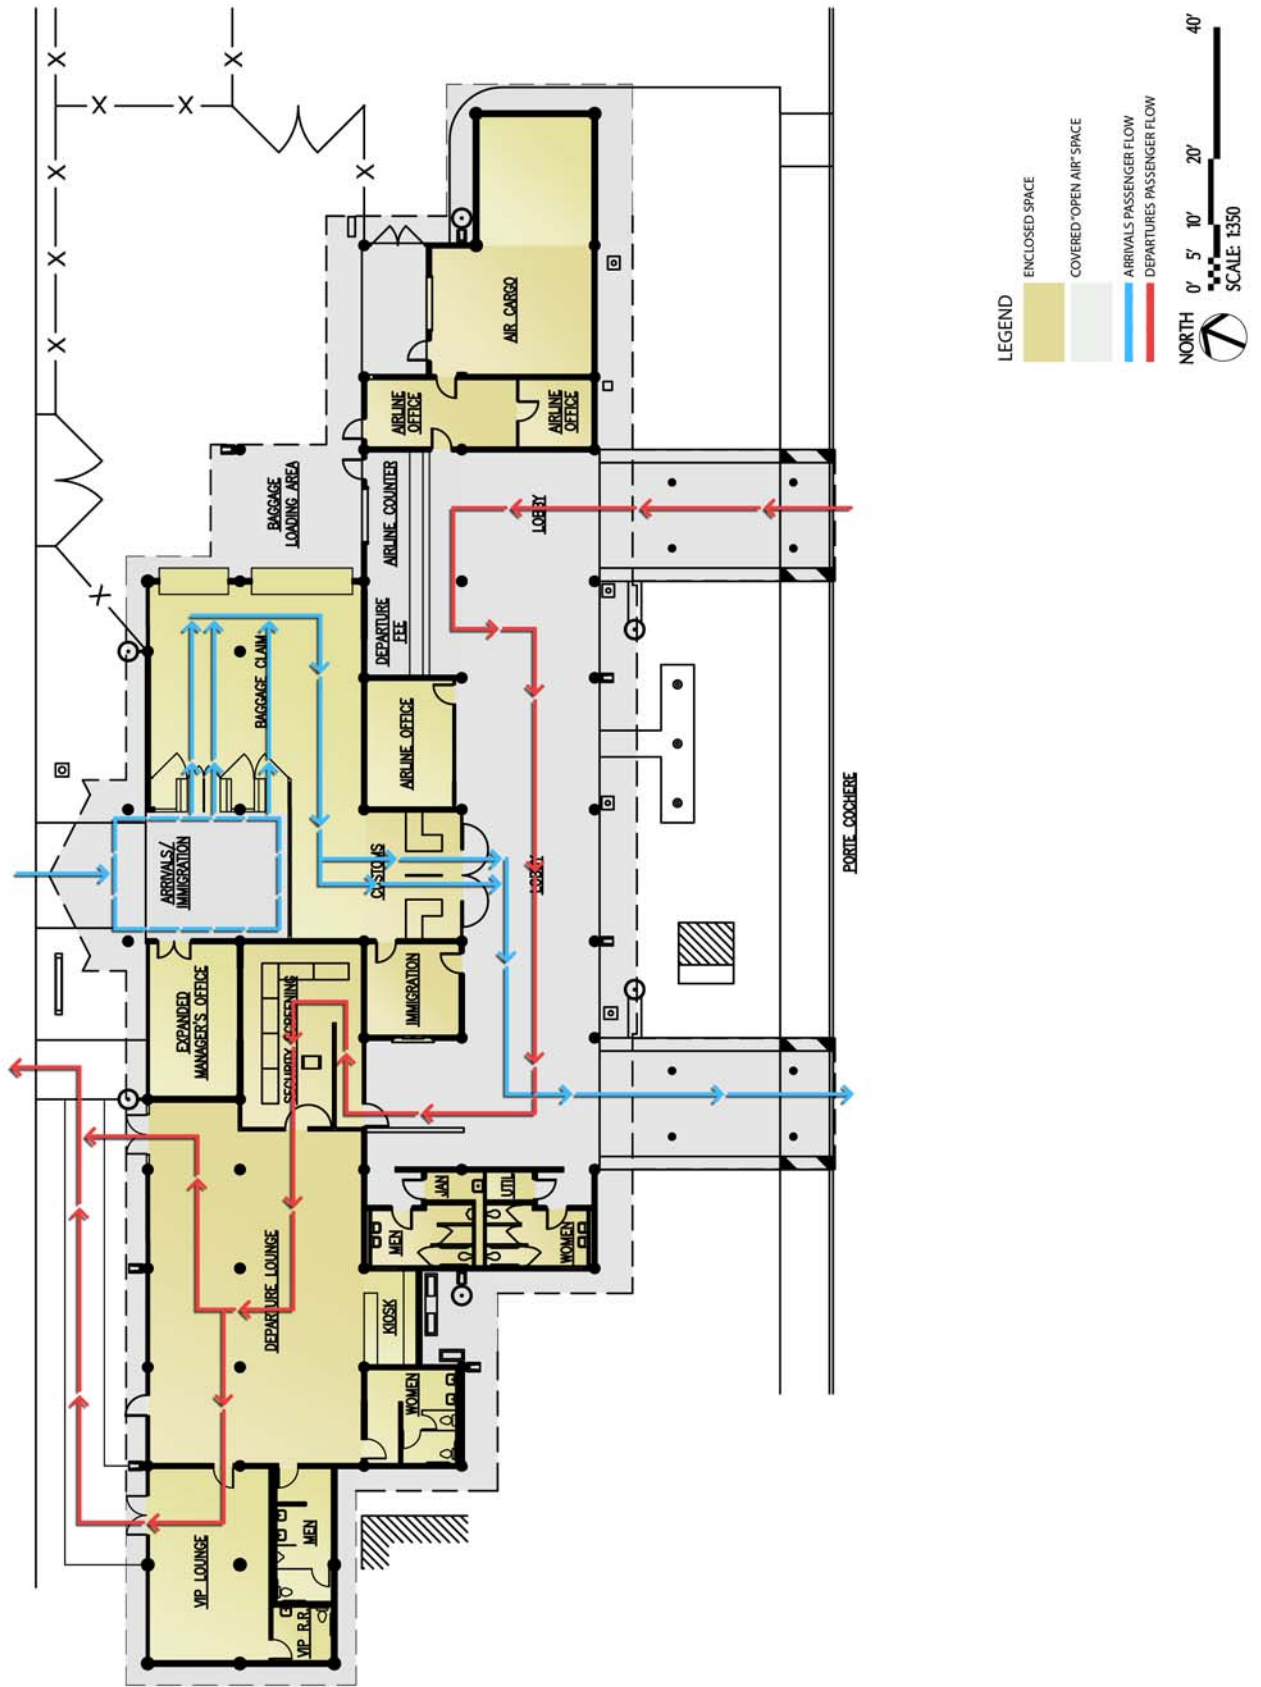 VIP LOUNGE
VIP R.R.
MEN
DEPARTURE LOUNGE
WOMEN
KIOSK
MEN
JAN
UTIL
WOMEN
EXPANDED
MANAGER'S OFFICE
SECURITY SCREENING
IMMIGRATION
ARRIVALS/
IMMIGRATION
CUSTOMS
LOBBY
BAGGAGE CLAIM
AIRLINE OFFICE
DEPARTURE
FEE
AIRLINE COUNTER
BAGGAGE
LOADING AREA
LOBBY
AIRLINE
OFFICE
AIRLINE
OFFICE
AIR CARGO
PORTE COCHERE
X
X
X
X
X
X
X
X
X
LEGEND
ENCLOSED SPACE
COVERED "OPEN AIR" SPACE
ARRIVALS PASSENGER FLOW
DEPARTURES PASSENGER FLOW
NORTH
0' 5' 10' 20' 40'
SCALE: 1:350